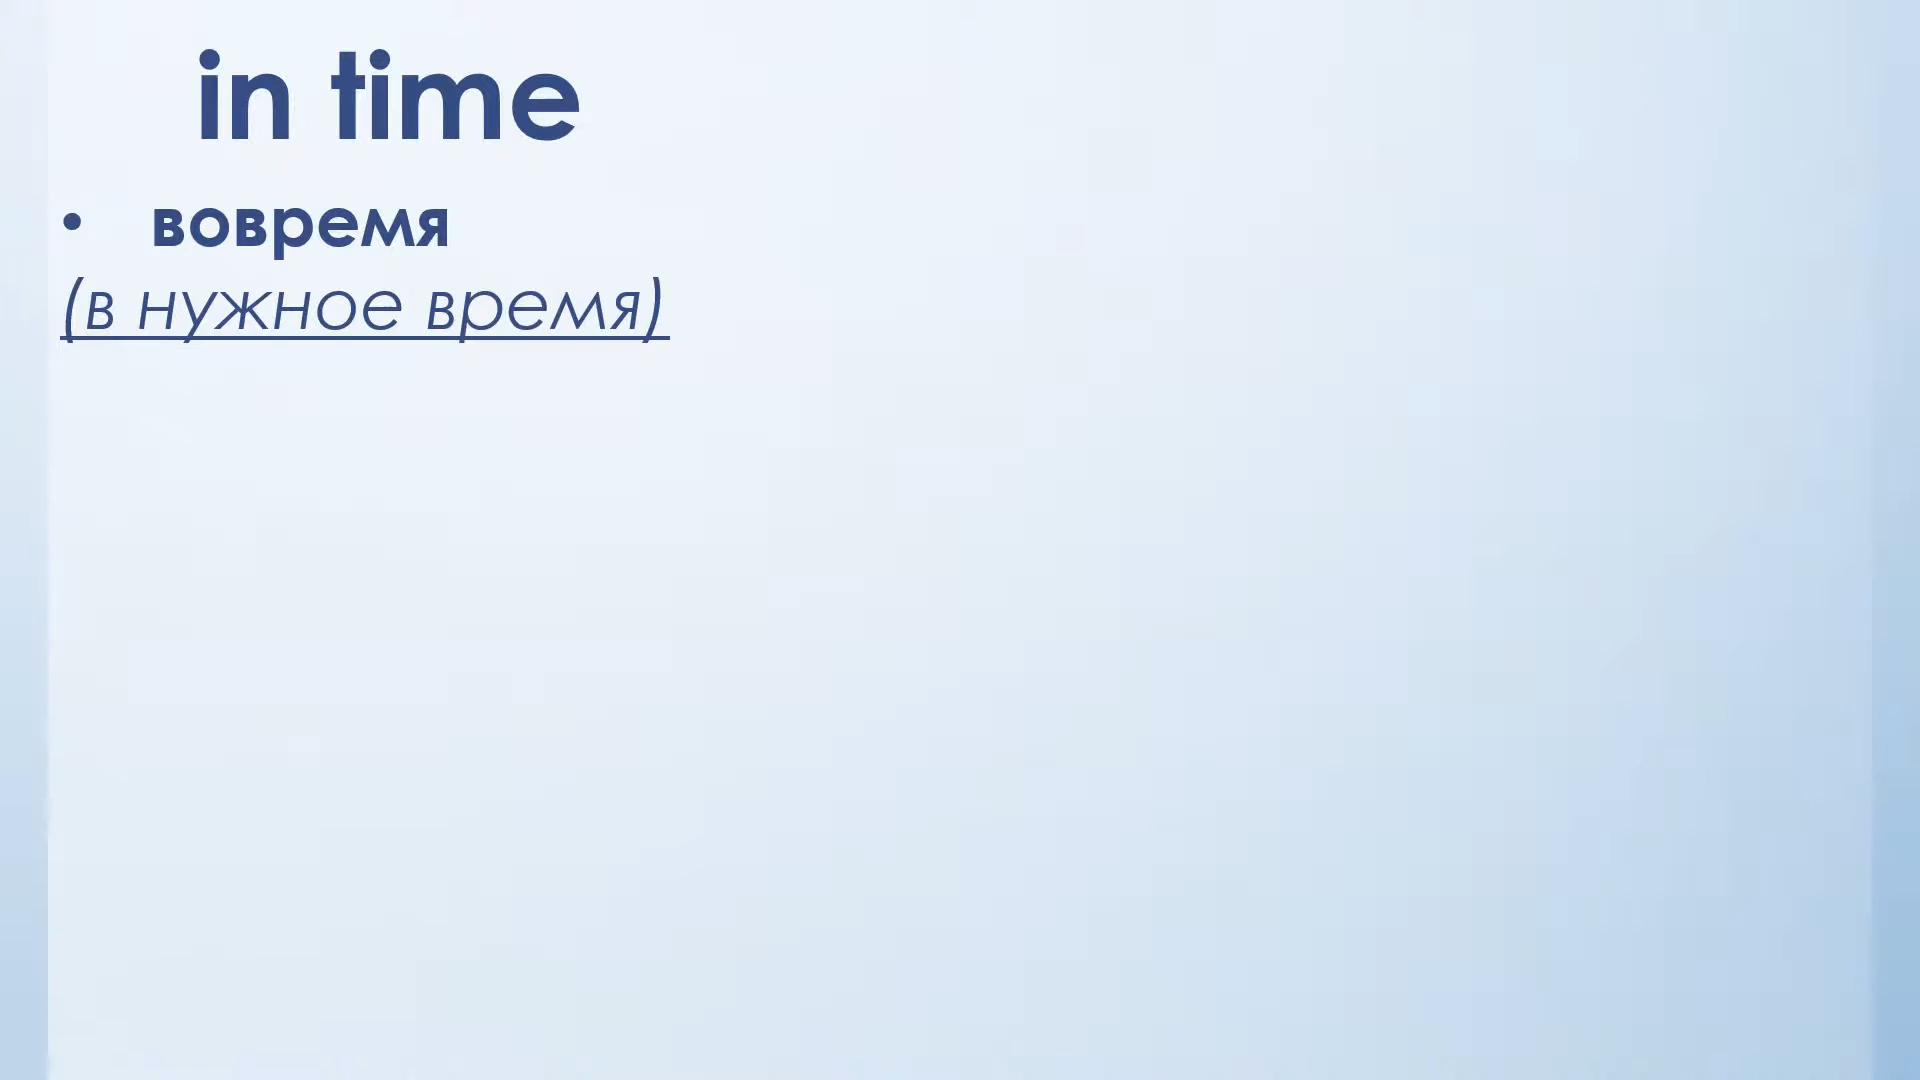 in time
• вовремя
(в нужное время)